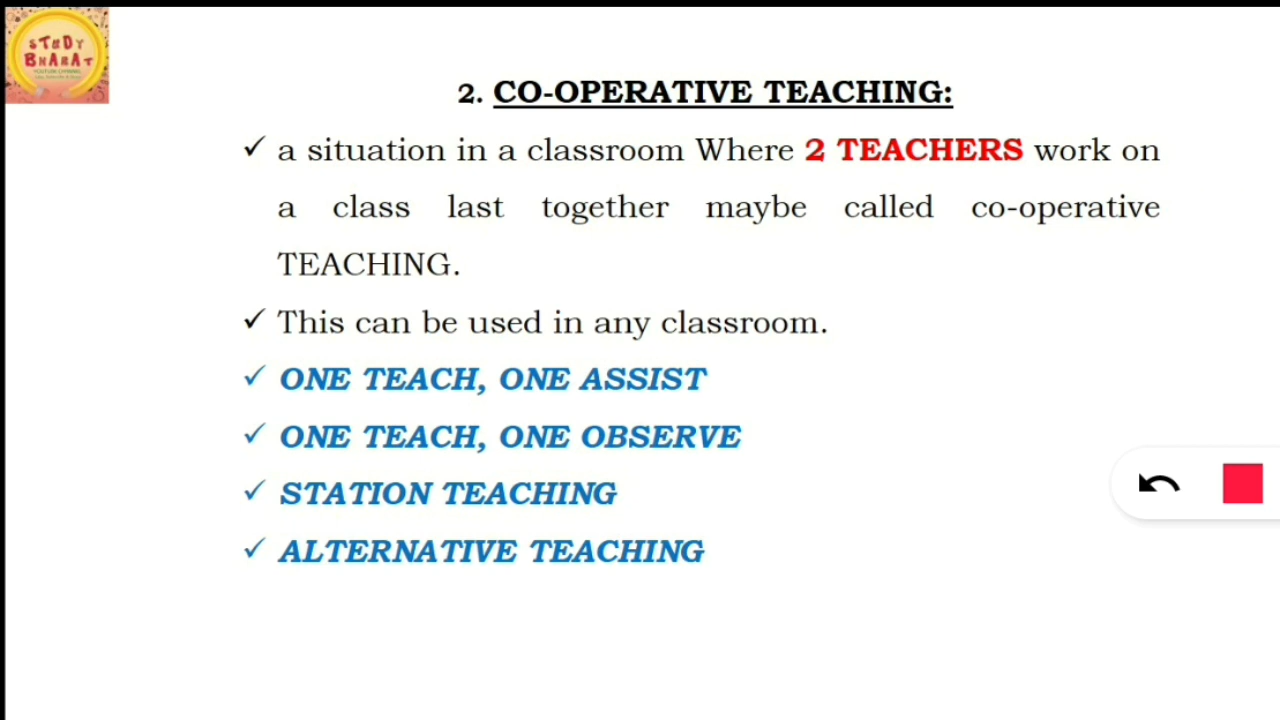 STUDY
BHARAT
YOUTUBE CHANNEL
2. CO-OPERATIVE TEACHING:
✓ a situation in a classroom Where 2 TEACHERS work on
a class last together maybe called co-operative
TEACHING.
✓ This can be used in any classroom.
✓ ONE TEACH, ONE ASSIST
✓ ONE TEACH, ONE OBSERVE
✓ STATION TEACHING
✓ ALTERNATIVE TEACHING